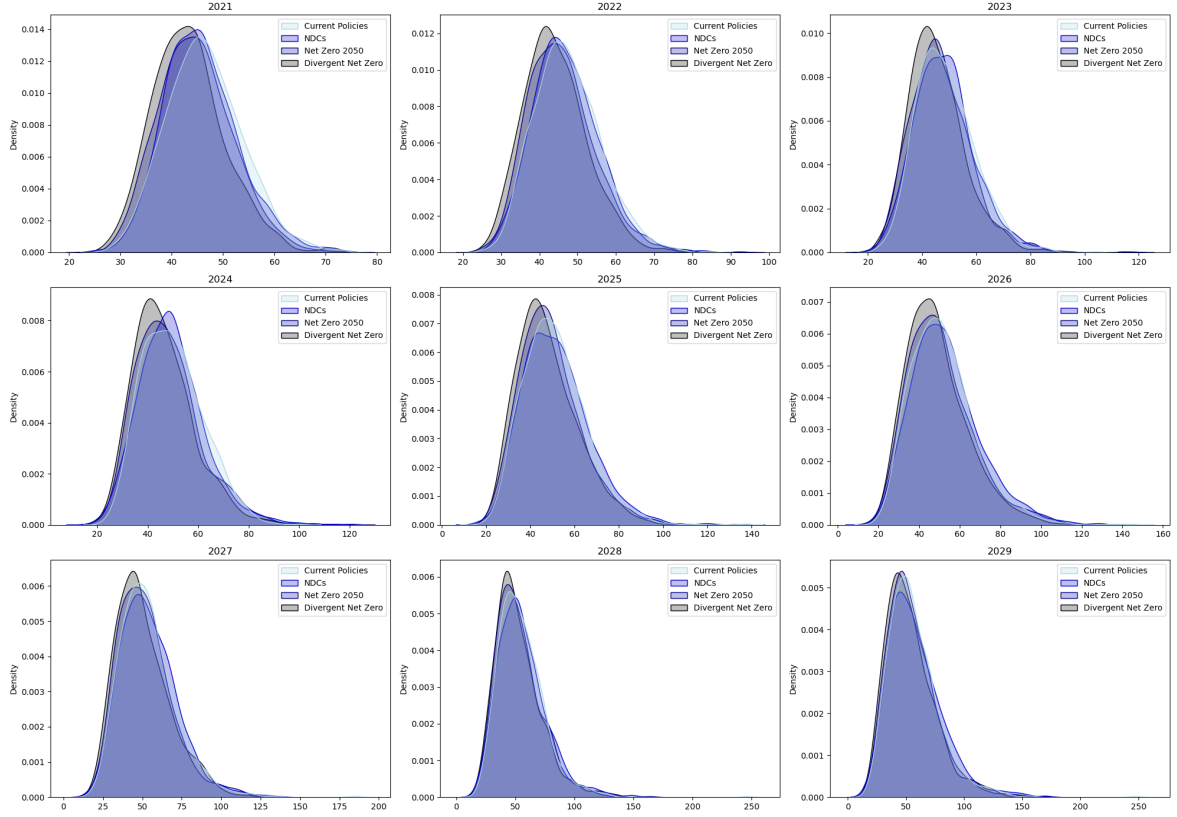 2021
0.014
0.012
0.010
0.008
0.006
0.004
0.002
0.000
Density
20 30 40 50 60 70 80
Current Policies
NDCs
Net Zero 2050
Divergent Net Zero
2022
0.012
0.010
0.008
0.006
0.004
0.002
0.000
Density
20 30 40 50 60 70 80 90 100
Current Policies
NDCs
Net Zero 2050
Divergent Net Zero
2023
0.010
0.008
0.006
0.004
0.002
0.000
Density
20 40 60 80 100 120
Current Policies
NDCs
Net Zero 2050
Divergent Net Zero
2024
0.008
0.006
0.004
0.002
0.000
Density
20 40 60 80 100 120
Current Policies
NDCs
Net Zero 2050
Divergent Net Zero
2025
0.008
0.007
0.006
0.005
0.004
0.003
0.002
0.001
0.000
Density
0 20 40 60 80 100 120 140
Current Policies
NDCs
Net Zero 2050
Divergent Net Zero
2026
0.007
0.006
0.005
0.004
0.003
0.002
0.001
0.000
Density
0 20 40 60 80 100 120 140 160
Current Policies
NDCs
Net Zero 2050
Divergent Net Zero
2027
0.006
0.005
0.004
0.003
0.002
0.001
0.000
Density
0 25 50 75 100 125 150 175 200
Current Policies
NDCs
Net Zero 2050
Divergent Net Zero
2028
0.006
0.005
0.004
0.003
0.002
0.001
0.000
Density
0 50 100 150 200 250
Current Policies
NDCs
Net Zero 2050
Divergent Net Zero
2029
0.005
0.004
0.003
0.002
0.001
0.000
Density
0 50 100 150 200 250
Current Policies
NDCs
Net Zero 2050
Divergent Net Zero